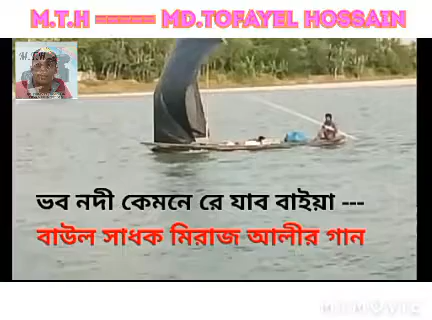 M.T.H ===== MD.TOFAYEL HOSSAIN
M.T.H
ভব নদী কেমনে রে যাব বাইয়া ---
বাউল সাধক মিরাজ আলীর গান